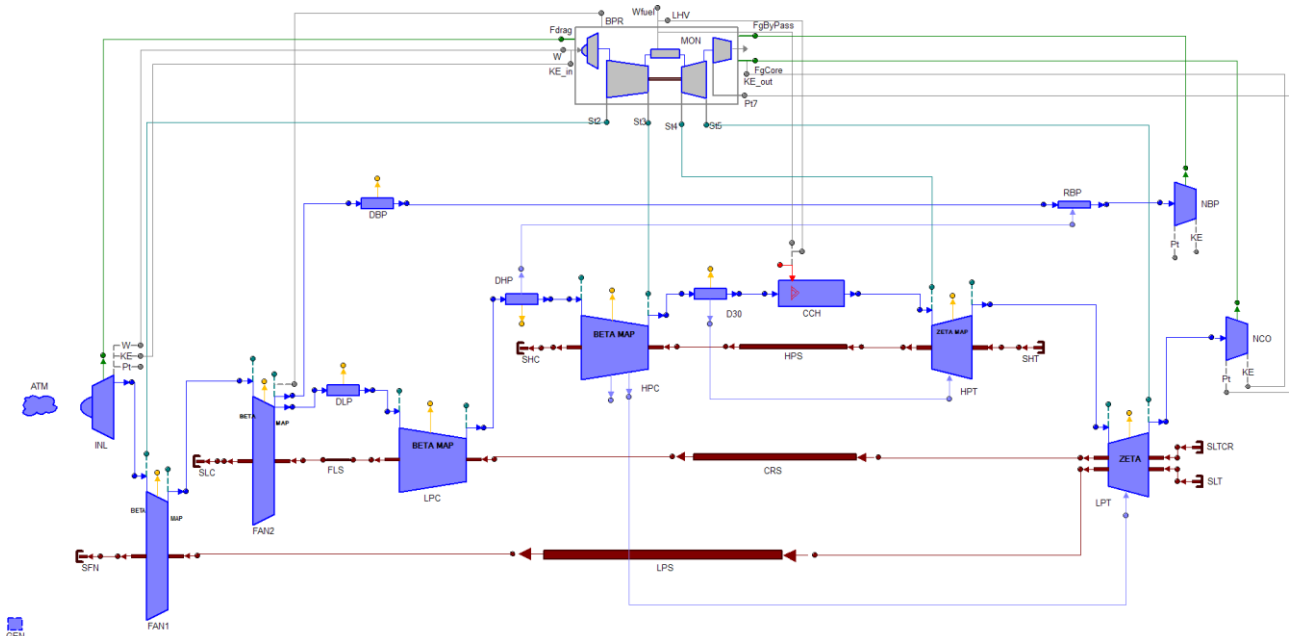 Wfuel
LHV
BPR
Fdrag
FgByPass
W
MON
KE_in
FgCore
KE_out
Pt7
St2
St3
St4
St5
DBP
RBP
NBP
Pt
KE
DHP
BETA MAP
D30
CCH
ZETA MAP
W
KE
Pt
SHC
HPS
SHT
HPC
HPT
NCO
Pt
KE
ATM
INL
DLP
BETA
MAP
BETA MAP
ZETA
SLTCR
SLC
FLS
CRS
SLT
LPC
LPT
BETA
MAP
FAN2
SFN
LPS
FAN1
GEN